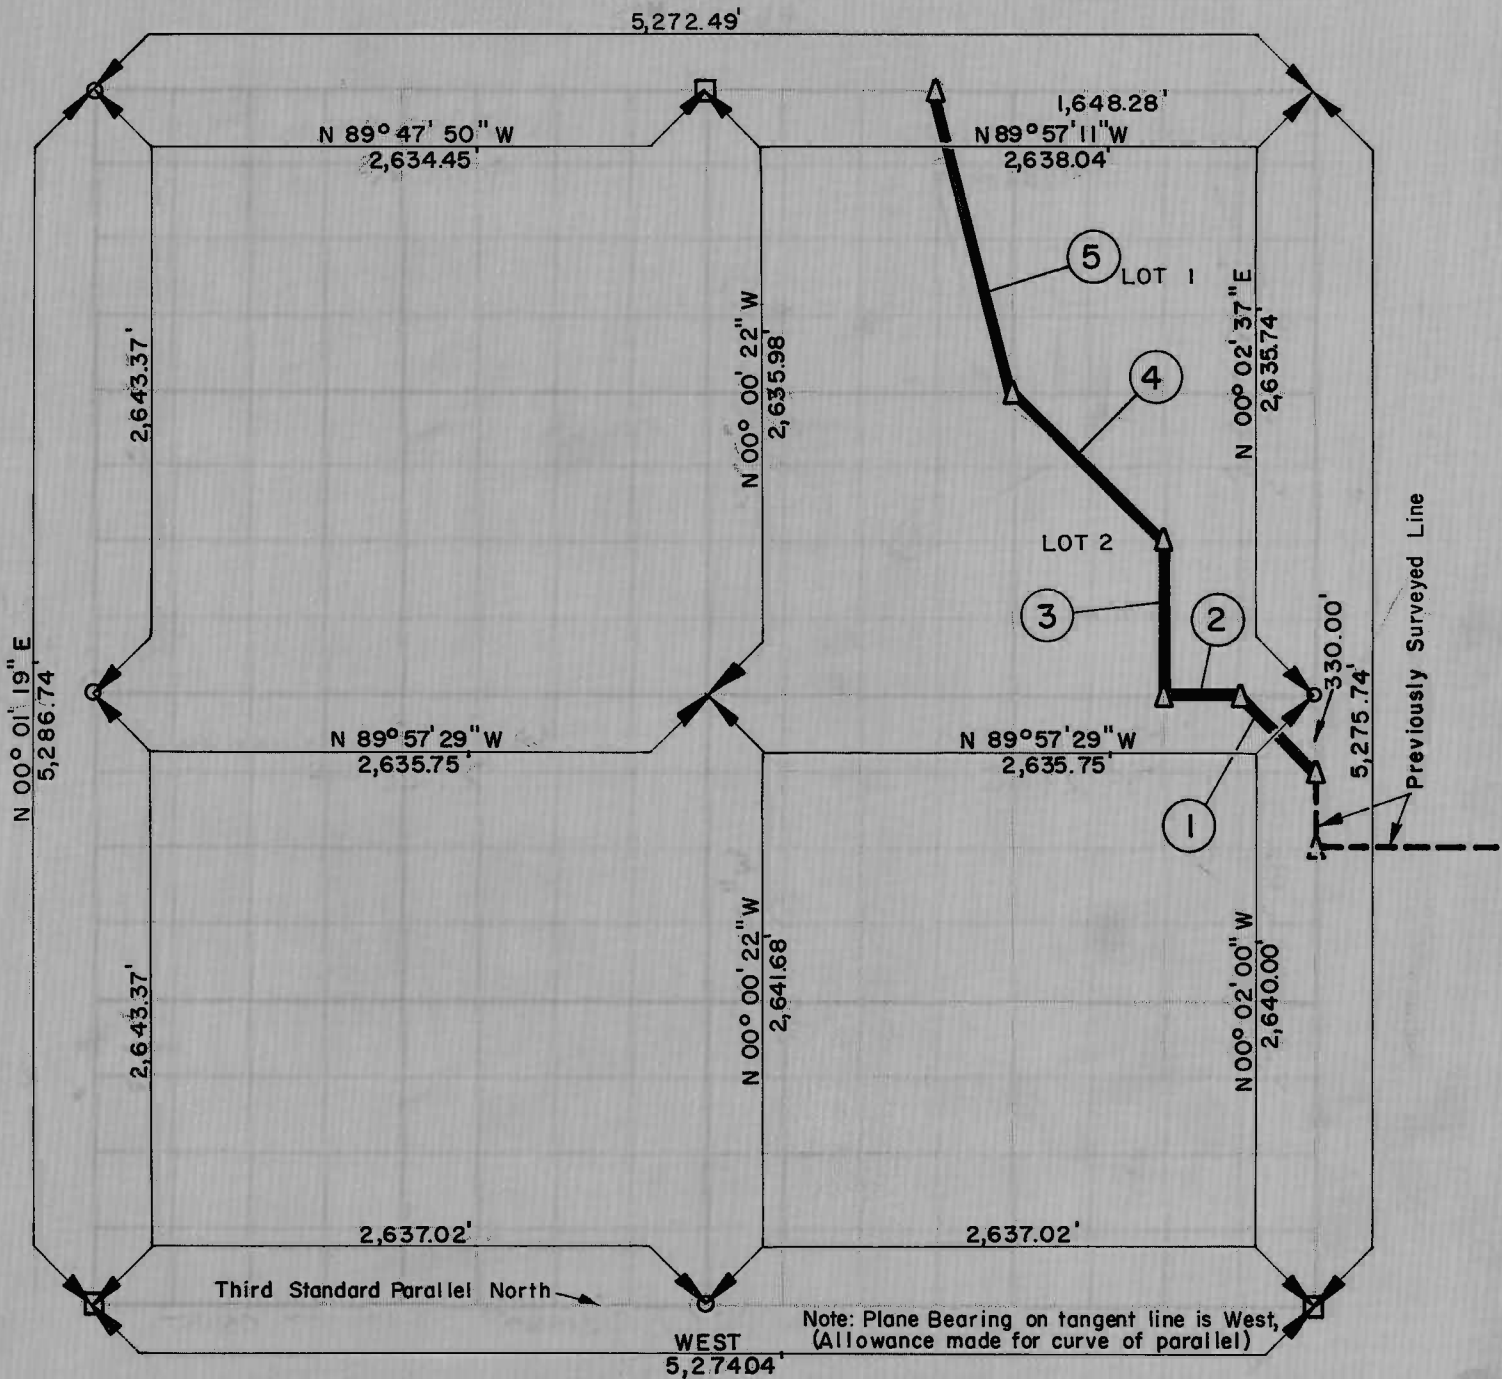 5,272.49'
1,648.28'
N 89° 47' 50" W
2,634.45'
N 89° 57' 11" W
2,638.04'
5
LOT 1
N 00° 02' 37" E
2,635.74'
2,643.37'
N 00° 00' 22" W
2,635.98'
4
LOT 2
3
2
330.00'
5,275.74'
Previously Surveyed Line
N 00° 01' 19" E
5,286.74'
N 89° 57' 29" W
2,635.75'
N 89° 57' 29" W
2,635.75'
1
2,643.37'
N 00° 00' 22" W
2,641.68'
N 00° 02' 00" W
2,640.00'
2,637.02'
2,637.02'
Third Standard Parallel North
Note: Plane Bearing on tangent line is West,
(Allowance made for curve of parallel)
WEST
5,274.04'